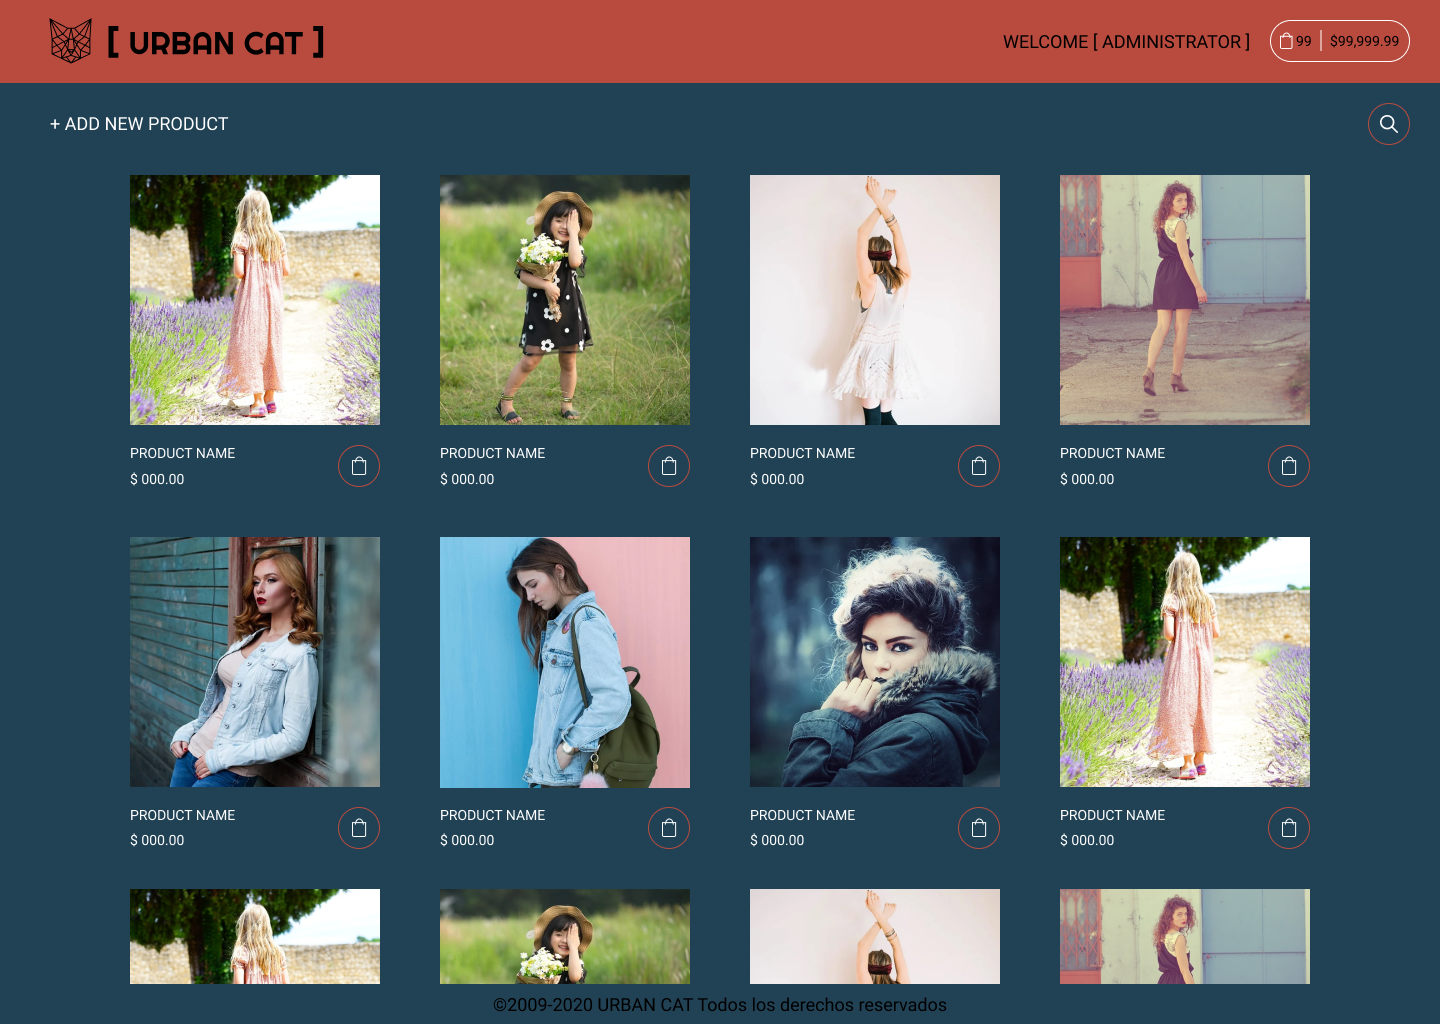 [ URBAN CAT ]
WELCOME [ ADMINISTRATOR ]
99
$99,999.99
+ ADD NEW PRODUCT
PRODUCT NAME
$ 000.00
PRODUCT NAME
$ 000.00
PRODUCT NAME
$ 000.00
PRODUCT NAME
$ 000.00
PRODUCT NAME
$ 000.00
PRODUCT NAME
$ 000.00
PRODUCT NAME
$ 000.00
PRODUCT NAME
$ 000.00
©2009-2020 URBAN CAT Todos los derechos reservados